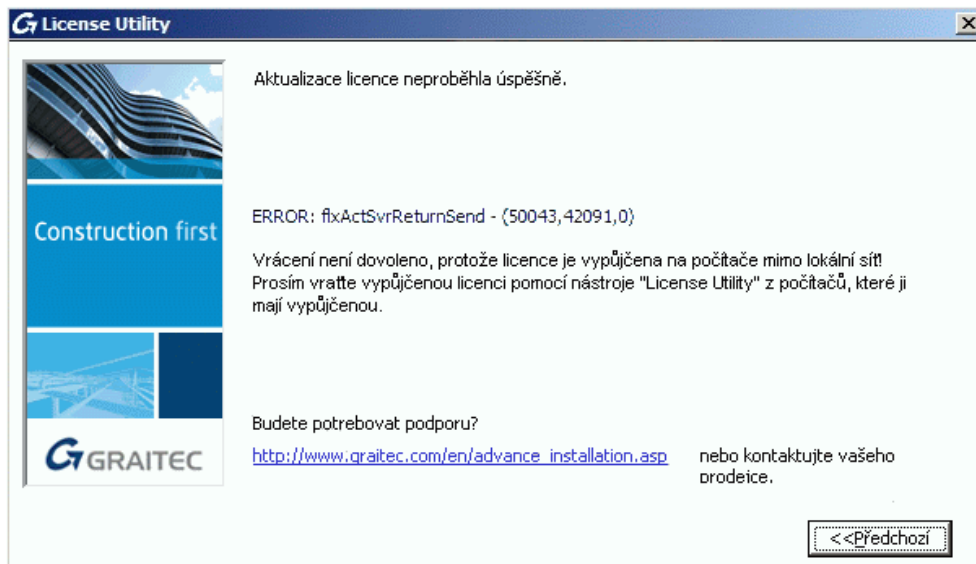 License Utility
Aktualizace licence neproběhla úspěšně.
Construction first
ERROR: flxActSvrReturnSend - (50043,42091,0)
Vrácení není dovoleno, protože licence je vypůjčena na počítače mimo lokální síť!
Prosím vraťte vypůjčenou licenci pomocí nástroje "License Utility" z počítačů, které ji
mají vypůjčenou.
GRAITEC
Budete potrebovat podporu?
http://www.graitec.com/en/advance_installation.asp nebo kontaktujte vašeho
prodejce.
<<Předchozí